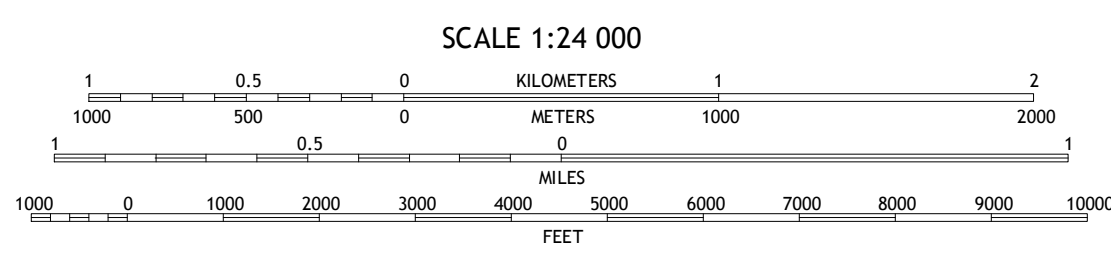 SCALE 1:24 000
1 0.5 0 KILOMETERS 1 2
1000 500 0 METERS 1000 2000
1 0.5 0 1
MILES
1000 0 1000 2000 3000 4000 5000 6000 7000 8000 9000 10000
FEET